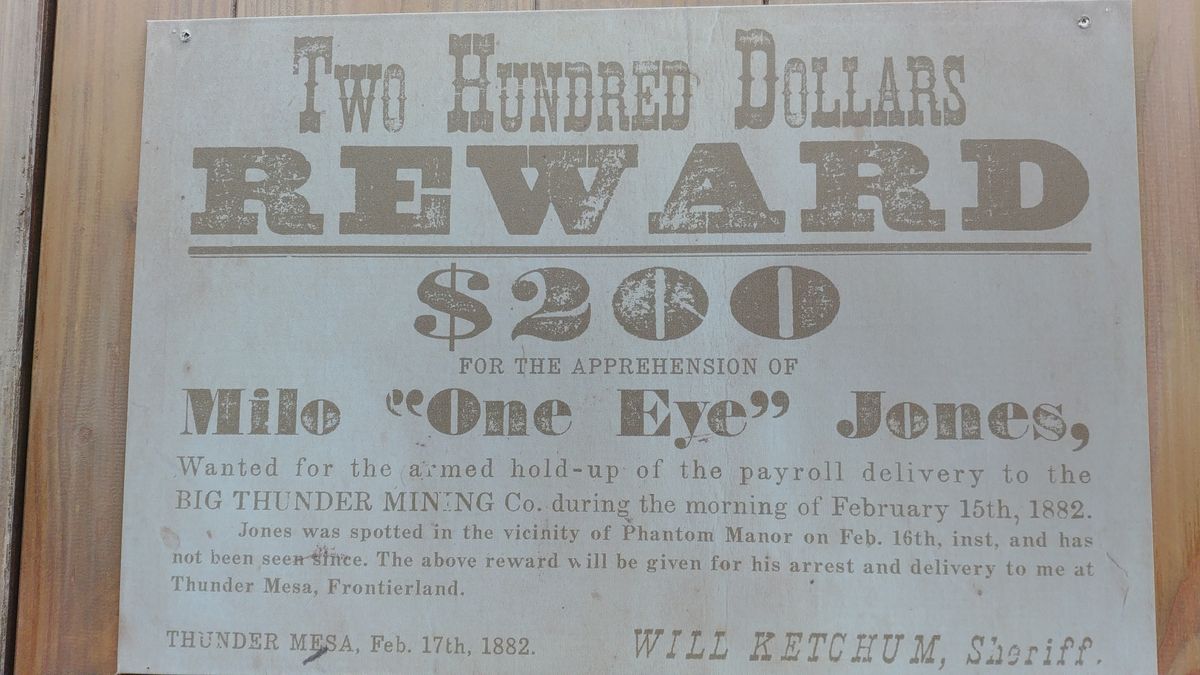 Two Hundred Dollars
REWARD
$200
FOR THE APPREHENSION OF
Milo “One Eye” Jones,
Wanted for the armed hold-up of the payroll delivery to the
BIG THUNDER MINING Co. during the morning of February 15th, 1882.
Jones was spotted in the vicinity of Phantom Manor on Feb. 16th, inst, and has
not been seen since. The above reward will be given for his arrest and delivery to me at
Thunder Mesa, Frontierland.
THUNDER MESA, Feb. 17th, 1882.
WILL KETCHUM, Sheriff.